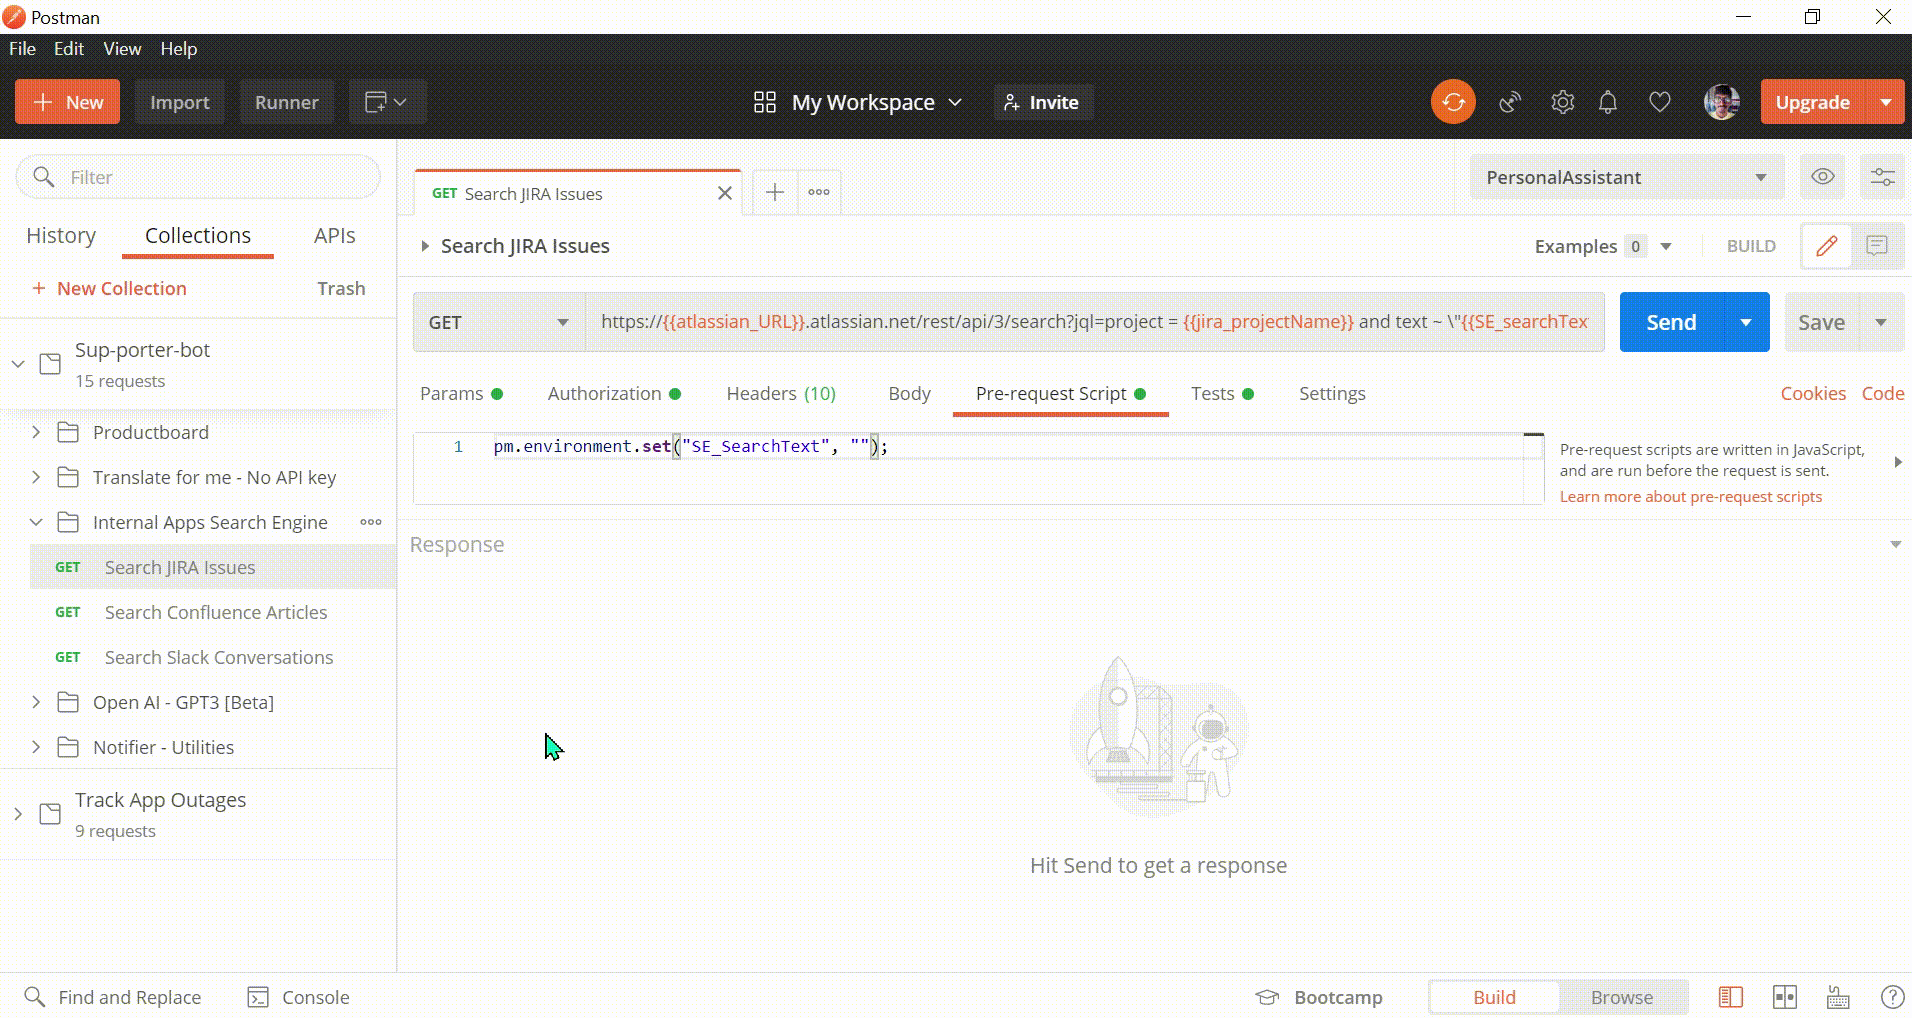 Postman
File Edit View Help
+ New Import Runner My Workspace Invite Upgrade
Filter
History Collections APIs
+ New Collection Trash
Sup-porter-bot
15 requests
Productboard
Translate for me - No API key
Internal Apps Search Engine
GET Search JIRA Issues
GET Search Confluence Articles
GET Search Slack Conversations
Open AI - GPT3 [Beta]
Notifier - Utilities
Track App Outages
9 requests
GET Search JIRA Issues
PersonalAssistant
Search JIRA Issues
Examples 0 BUILD
GET https://{{atlassian_URL}}.atlassian.net/rest/api/3/search?jql=project = {{jira_projectName}} and text ~ \"{{SE_searchTex Send Save
Params Authorization Headers (10) Body Pre-request Script Tests Settings Cookies Code
1 pm.environment.set("SE_SearchText", "");
Pre-request scripts are written in JavaScript,
and are run before the request is sent.
Learn more about pre-request scripts
Response
Hit Send to get a response
Find and Replace Console Bootcamp Build Browse